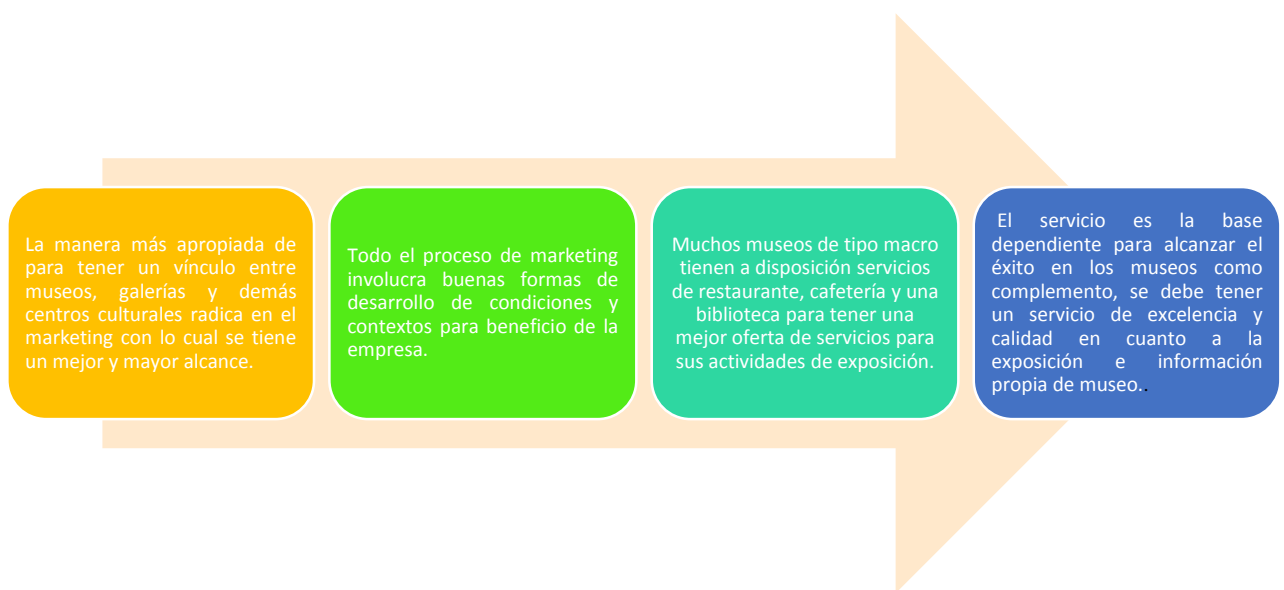 La manera más apropiada de
para tener un vínculo entre
museos, galerías y demás
centros culturales radica en el
marketing con lo cual se tiene
un mejor y mayor alcance.
Todo el proceso de marketing
involucra buenas formas de
desarrollo de condiciones y
contextos para beneficio de la
empresa.
Muchos museos de tipo macro
tienen a disposición servicios
de restaurante, cafetería y una
biblioteca para tener una
mejor oferta de servicios para
sus actividades de exposición.
El servicio es la base
dependiente para alcanzar el
éxito en los museos como
complemento, se debe tener
un servicio de excelencia y
calidad en cuanto a la
exposición e información
propia de museo..